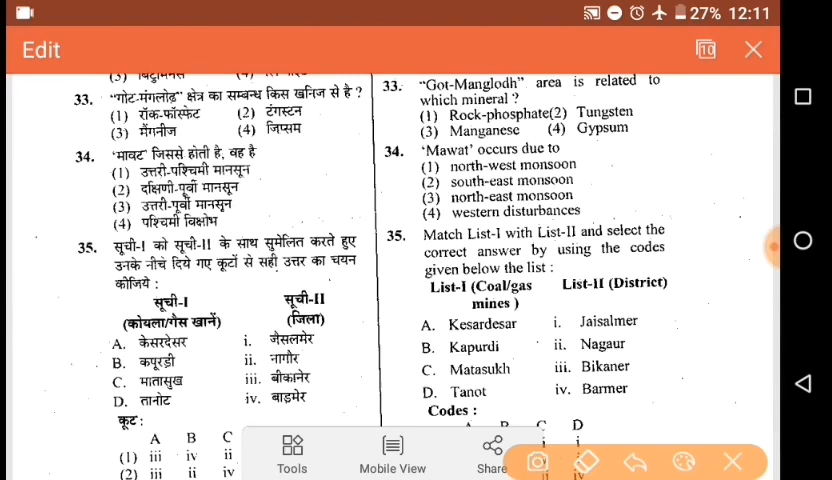 27% 12:11
Edit
10
33. “गोट-मंगलोढ़” क्षेत्र का सम्बन्ध किस खनिज से है ?
(1) रॉक-फॉस्फेट (2) टंगस्टन
(3) मैंगनीज (4) जिप्सम
34. ‘मावट’ जिससे होती है, वह है
(1) उत्तरी-पश्चिमी मानसून
(2) दक्षिणी-पूर्वी मानसून
(3) उत्तरी-पूर्वी मानसून
(4) पश्चिमी विक्षोभ
35. सूची-I को सूची-II के साथ सुमेलित करते हुए
उनके नीचे दिये गए कूटों से सही उत्तर का चयन
कीजिये :
सूची-I सूची-II
(कोयला/गैस खानें) (जिला)
A. केसरदेसर i. जैसलमेर
B. कपूरड़ी ii. नागौर
C. मातासुख iii. बीकानेर
D. तानोट iv. बाड़मेर
कूट :
A B C
(1) iii iv ii
(2) iii ii iv
33. “Got-Manglodh” area is related to
which mineral ?
(1) Rock-phosphate(2) Tungsten
(3) Manganese (4) Gypsum
34. ‘Mawat’ occurs due to
(1) north-west monsoon
(2) south-east monsoon
(3) north-east monsoon
(4) western disturbances
35. Match List-I with List-II and select the
correct answer by using the codes
given below the list :
List-I (Coal/gas List-II (District)
mines )
A. Kesardesar i. Jaisalmer
B. Kapurdi ii. Nagaur
C. Matasukh iii. Bikaner
D. Tanot iv. Barmer
Codes :
D
Tools Mobile View Share